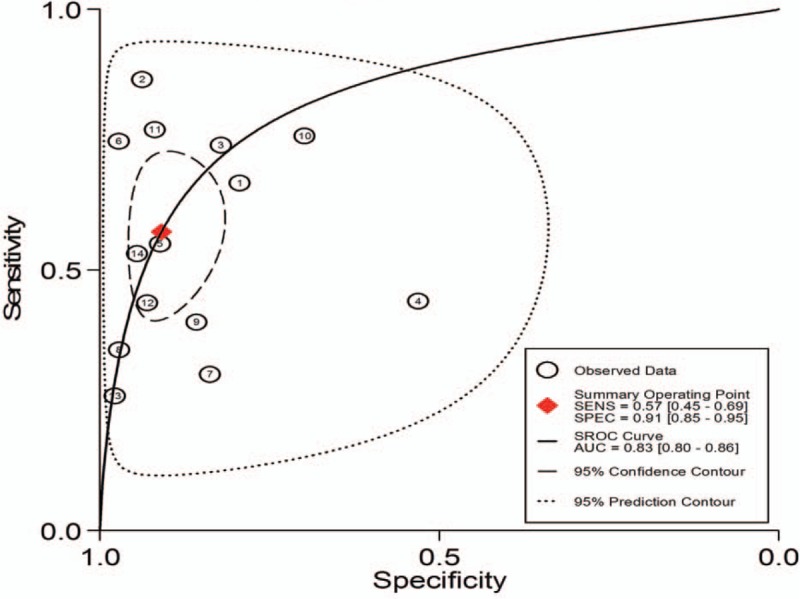 1.0
2
11
6
3
10
1
5
14
0.5
12
4
9
8
7
13
Sensitivity
Observed Data
Summary Operating Point
SENS = 0.57 [0.45 - 0.69]
SPEC = 0.91 [0.85 - 0.95]
SROC Curve
AUC = 0.83 [0.80 - 0.86]
95% Confidence Contour
95% Prediction Contour
0.0
1.0 0.5 0.0
Specificity